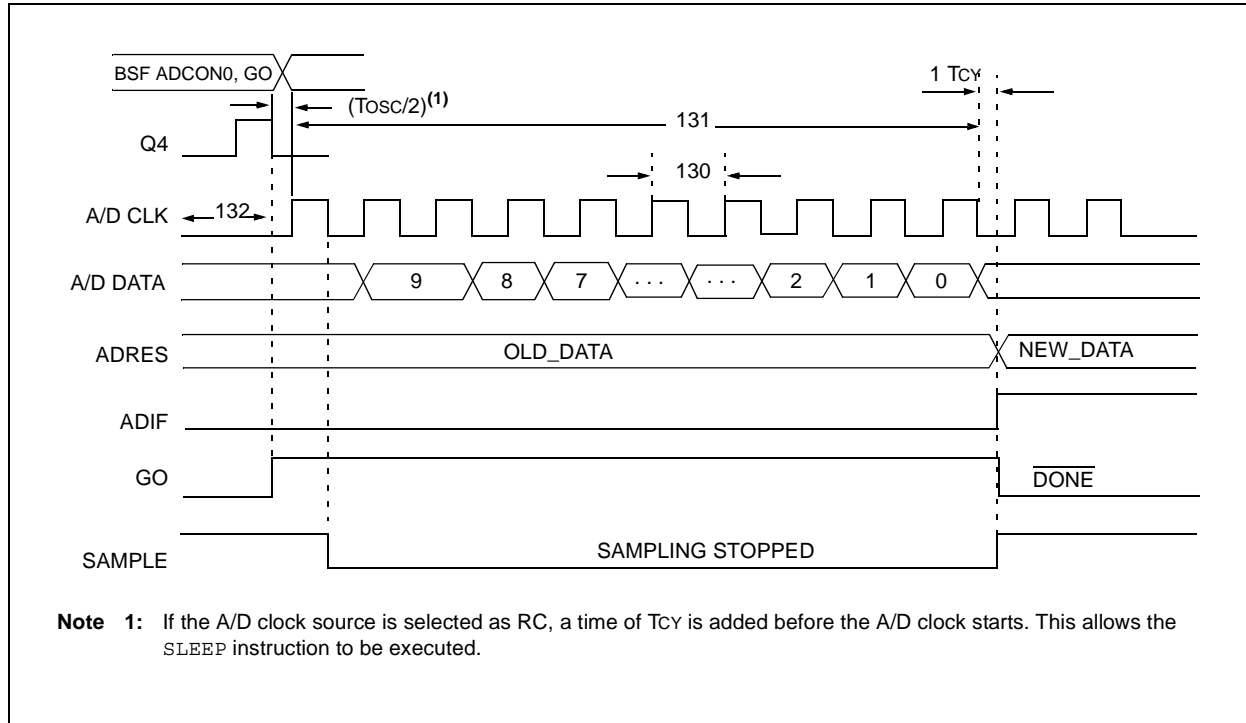 BSF ADCON0, GO
1 TCY
(TOSC/2)(1)
131
Q4
130
A/D CLK
132
A/D DATA
9 8 7 · · · · · · 2 1 0
ADRES
OLD_DATA
NEW_DATA
ADIF
GO
DONE
SAMPLE
SAMPLING STOPPED
Note 1: If the A/D clock source is selected as RC, a time of TCY is added before the A/D clock starts. This allows the
SLEEP instruction to be executed.